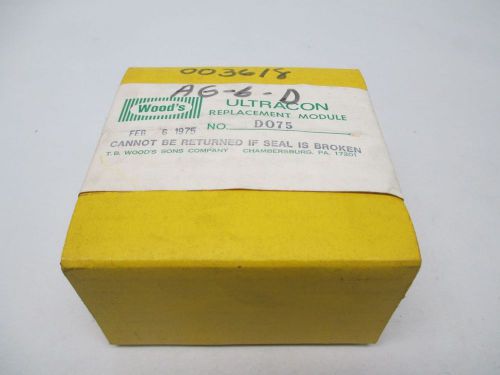 003618
A6-6-D
Wood's
ULTRACON
REPLACEMENT MODULE
FEB 6 1975 NO. D075
CANNOT BE RETURNED IF SEAL IS BROKEN
T.B. WOOD'S SONS COMPANY CHAMBERSBURG, PA. 17201